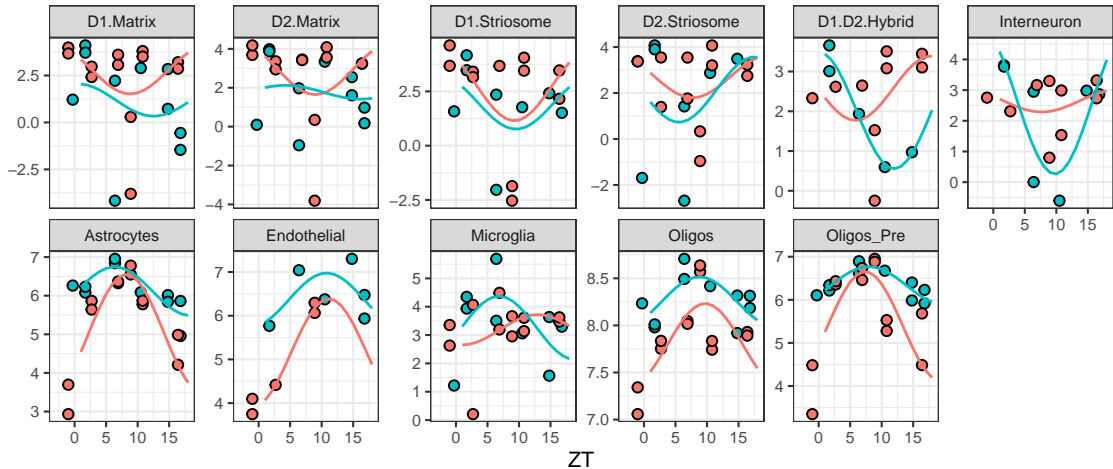 D1.Matrix D2.Matrix D1.Striosome D2.Striosome D1.D2.Hybrid Interneuron
2.5 0.0 −2.5
4 2 0 −2 −4
2.5 0.0 −2.5
4 2 0 −2
3 2 1 0
4 3 2 1 0
0 5 10 15
Astrocytes Endothelial Microglia Oligos Oligos_Pre
7 6 5 4 3
7 6 5 4
5 4 3 2 1 0
8.5 8.0 7.5 7.0
7 6 5 4
0 5 10 15 0 5 10 15 0 5 10 15 0 5 10 15 0 5 10 15
ZT